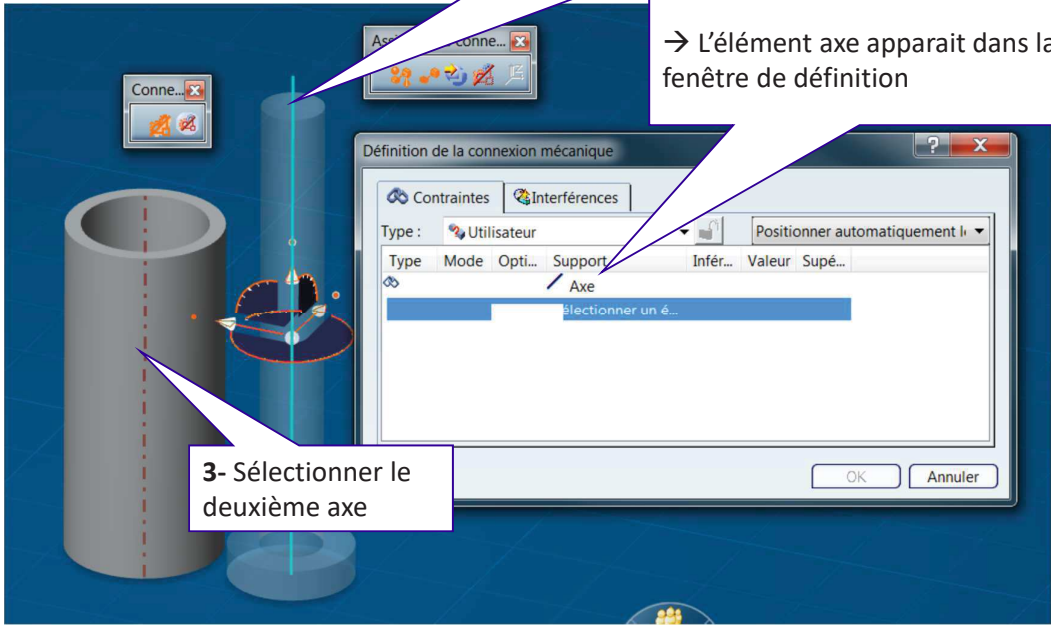 → L'élément axe apparait dans la
fenêtre de définition
Conne...
Définition de la connexion mécanique
Contraintes
Interférences
Type :
Utilisateur
Positionner automatiquement
Type Mode Opti... Support Infér... Valeur Supé...
Axe
un é...
3- Sélectionner le
deuxième axe
OK
Annuler